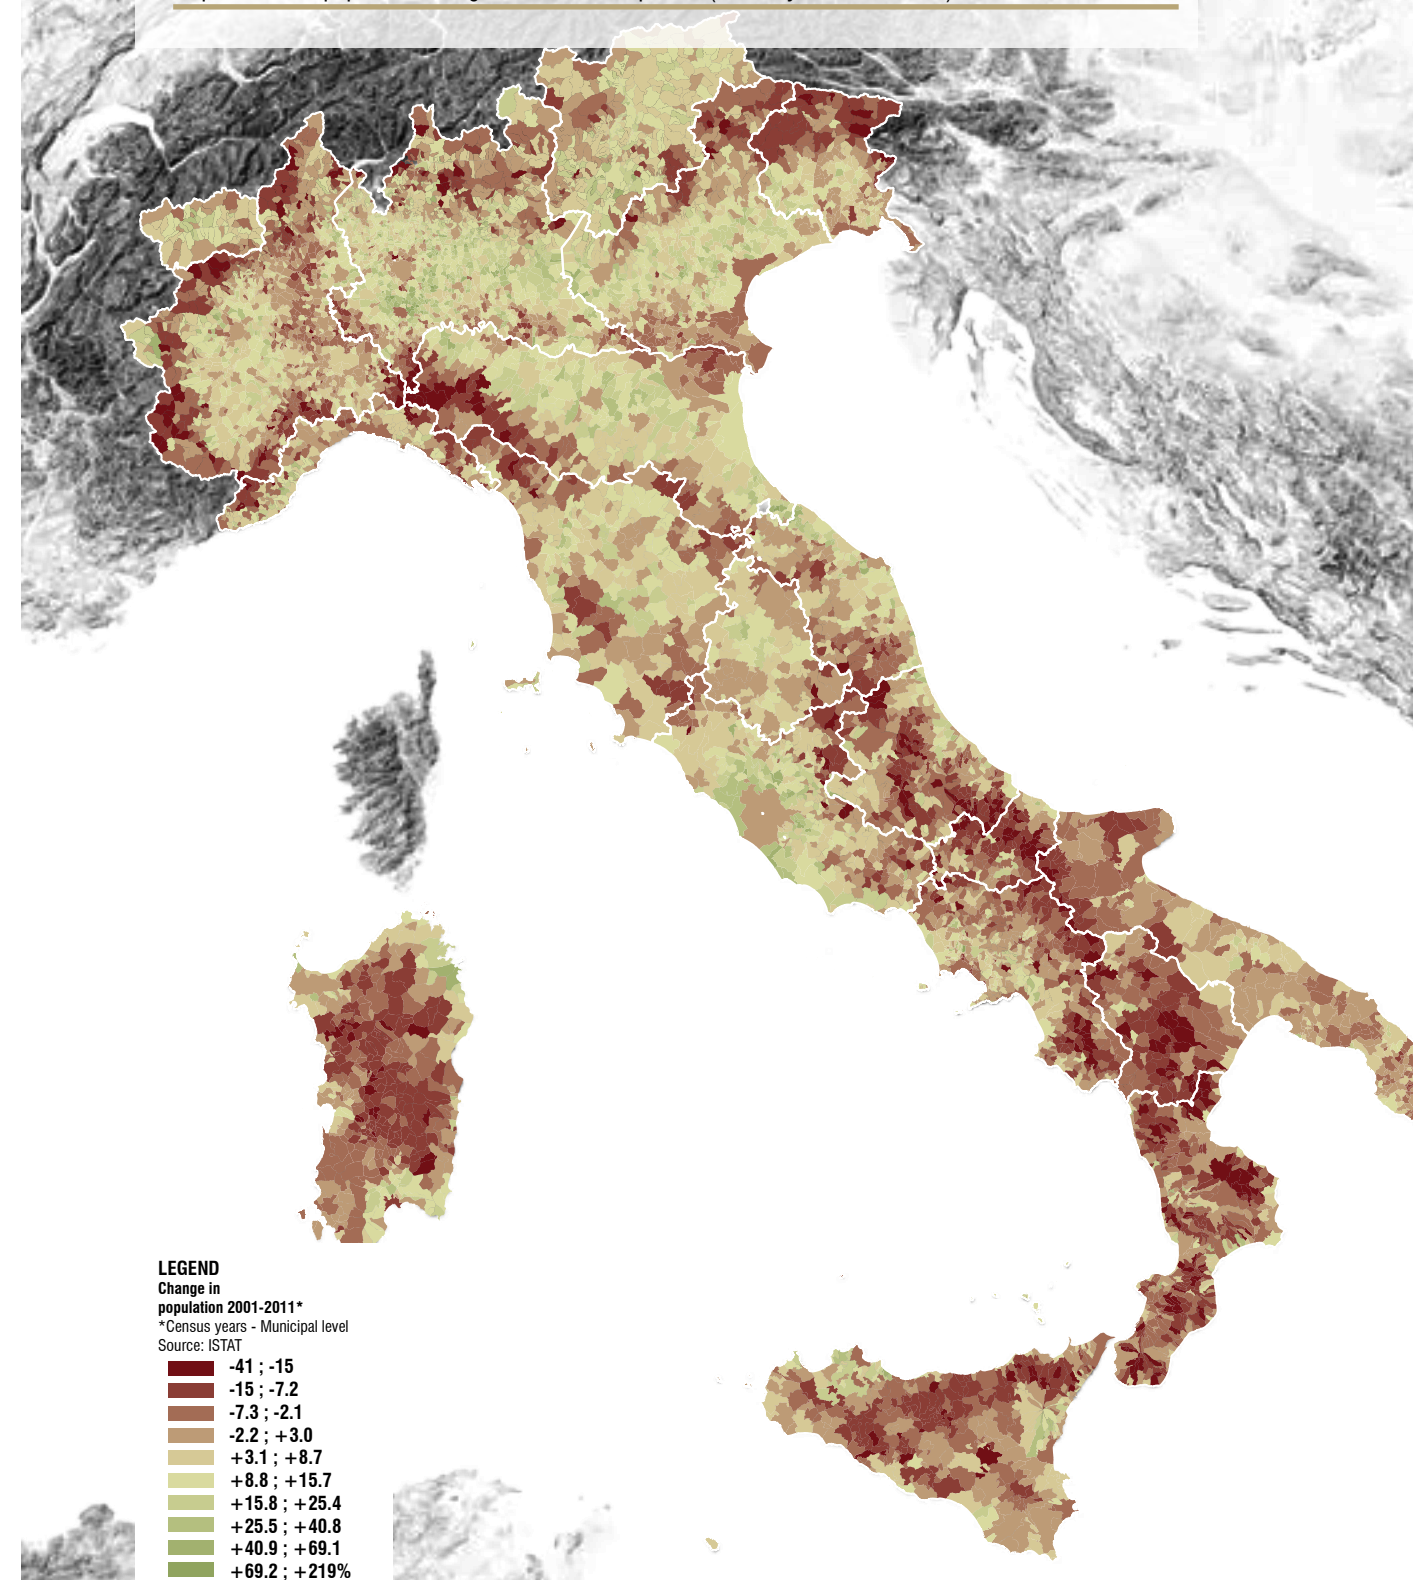 LEGEND
Change in
population 2001-2011*
*Census years - Municipal level
Source: ISTAT
-41 ; -15
-15 ; -7.2
-7.3 ; -2.1
-2.2 ; +3.0
+3.1 ; +8.7
+8.8 ; +15.7
+15.8 ; +25.4
+25.5 ; +40.8
+40.9 ; +69.1
+69.2 ; +219%